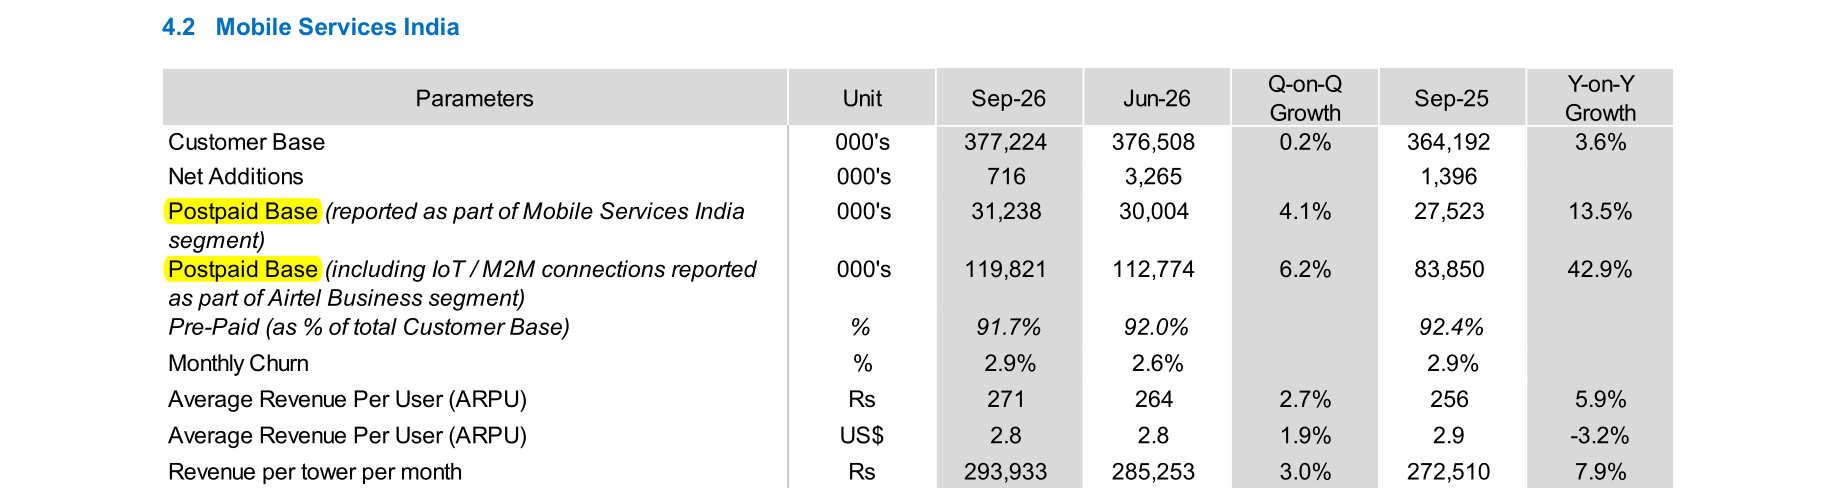 4.2 Mobile Services India
Parameters Unit Sep-26 Jun-26 Q-on-Q Growth Sep-25 Y-on-Y Growth
Customer Base 000's 377,224 376,508 0.2% 364,192 3.6%
Net Additions 000's 716 3,265 1,396
Postpaid Base (reported as part of Mobile Services India 000's 31,238 30,004 4.1% 27,523 13.5%
segment)
Postpaid Base (including IoT / M2M connections reported 000's 119,821 112,774 6.2% 83,850 42.9%
as part of Airtel Business segment)
Pre-Paid (as % of total Customer Base) % 91.7% 92.0% 92.4%
Monthly Churn % 2.9% 2.6% 2.9%
Average Revenue Per User (ARPU) Rs 271 264 2.7% 256 5.9%
Average Revenue Per User (ARPU) US$ 2.8 2.8 1.9% 2.9 -3.2%
Revenue per tower per month Rs 293,933 285,253 3.0% 272,510 7.9%